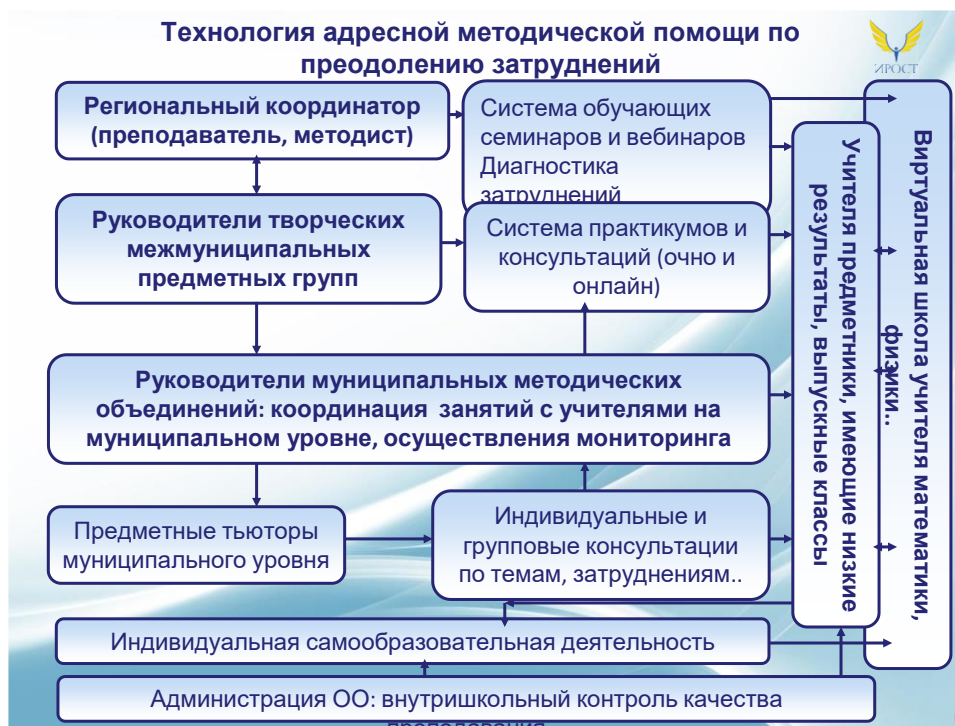 Технология адресной методической помощи по
преодолению затруднений
ИРОСТ
Региональный координатор
(преподаватель, методист)
Система обучающих
семинаров и вебинаров
Диагностика
затруднений
Руководители творческих
межмуниципальных
предметных групп
Система практикумов и
консультаций (очно и
онлайн)
Руководители муниципальных методических
объединений: координация занятий с учителями на
муниципальном уровне, осуществления мониторинга
Предметные тьюторы
муниципального уровня
Индивидуальные и
групповые консультации
по темам, затруднениям..
Учителя предметники, имеющие низкие
результаты, выпускные классы
Виртуальная школа учителя математики,
физики..
Индивидуальная самообразовательная деятельность
Администрация ОО: внутришкольный контроль качества